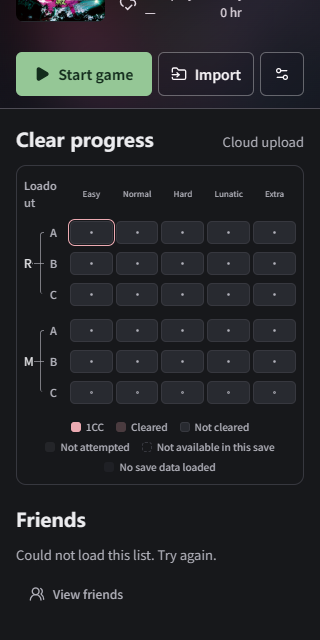 —
0 hr
Start game
Import
Clear progress
Cloud upload
Loado
ut
Easy
Normal
Hard
Lunatic
Extra
A
R
B
C
A
M
B
C
1CC
Cleared
Not cleared
Not attempted
Not available in this save
No save data loaded
Friends
Could not load this list. Try again.
View friends